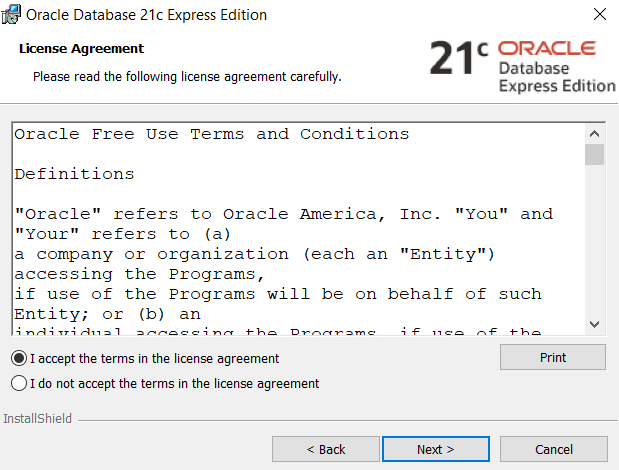 Oracle Database 21c Express Edition
License Agreement
Please read the following license agreement carefully.
21c ORACLE
Database
Express Edition
Oracle Free Use Terms and Conditions
Definitions
"Oracle" refers to Oracle America, Inc. "You" and
"Your" refers to (a)
a company or organization (each an "Entity")
accessing the Programs,
if use of the Programs will be on behalf of such
Entity; or (b) an
individual accessing the Programs, if use of the
I accept the terms in the license agreement
Print
I do not accept the terms in the license agreement
InstallShield
< Back
Next >
Cancel